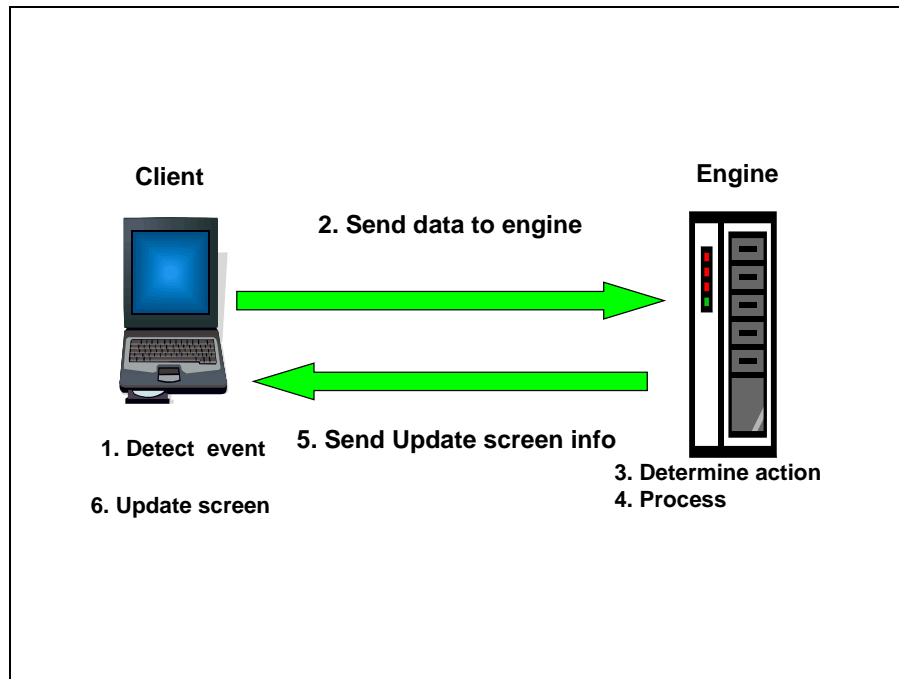 Client
Engine
2. Send data to engine
1. Detect event
5. Send Update screen info
3. Determine action
4. Process
6. Update screen